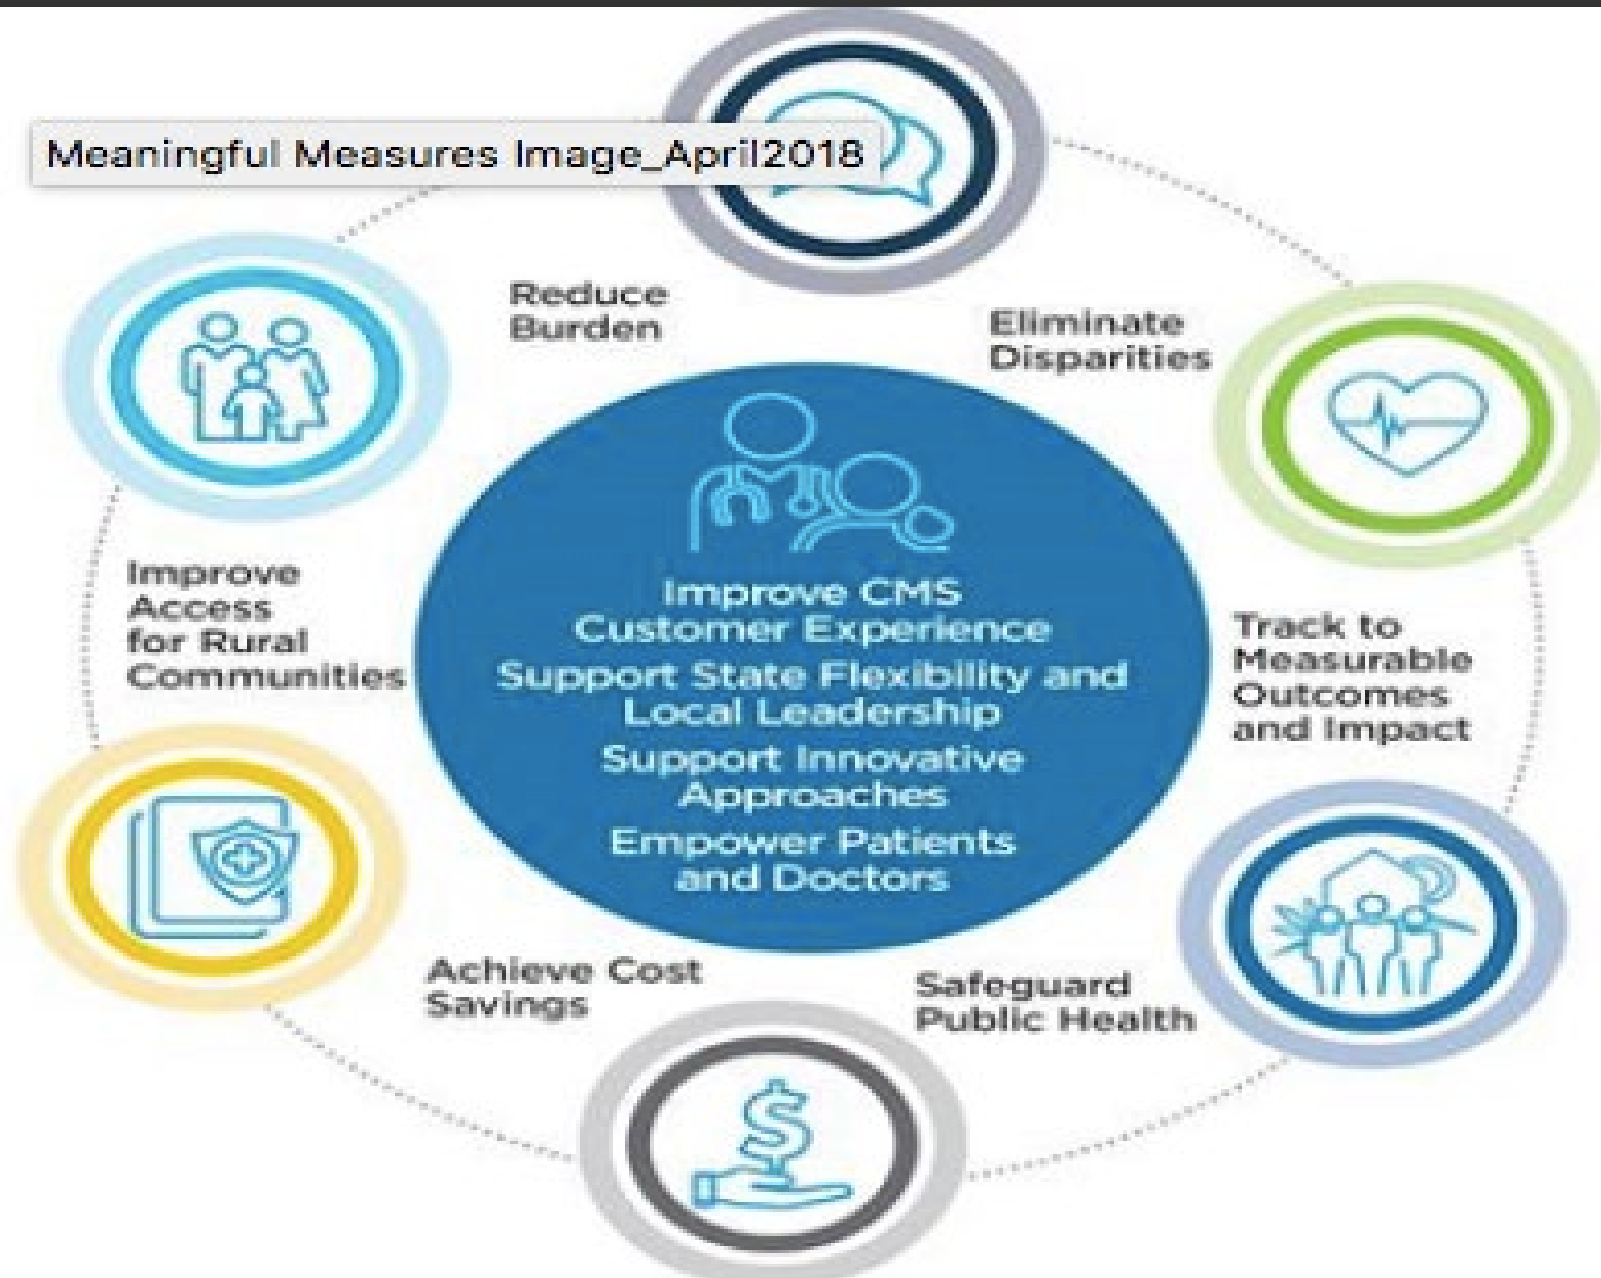 Meaningful Measures Image_April2018
Reduce
Burden
Eliminate
Disparities
Improve
Access
for Rural
Communities
Improve CMS
Customer Experience
Support State Flexibility and
Local Leadership
Support Innovative
Approaches
Empower Patients
and Doctors
Track to
Measurable
Outcomes
and Impact
Achieve Cost
Savings
Safeguard
Public Health
$